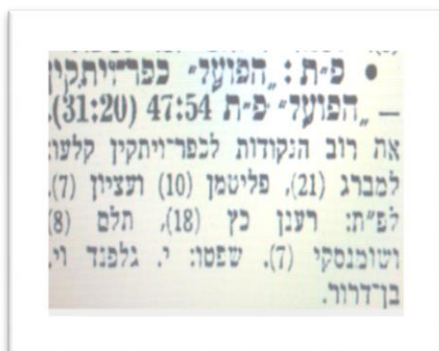 • פ״ת: „הפועל״ כפר־ויתקין
— „הפועל״ פ״ת 47:54 (31:20).
את רוב הנקודות לכפר־ויתקין קלעו:
למברג (21), פליטמן (10) ועציון (7).
לפ״ת: רענן כץ (18), תלם (8)
ושומנסקי (7). שפטו: י. גלפנד וי.
בן־דרור.